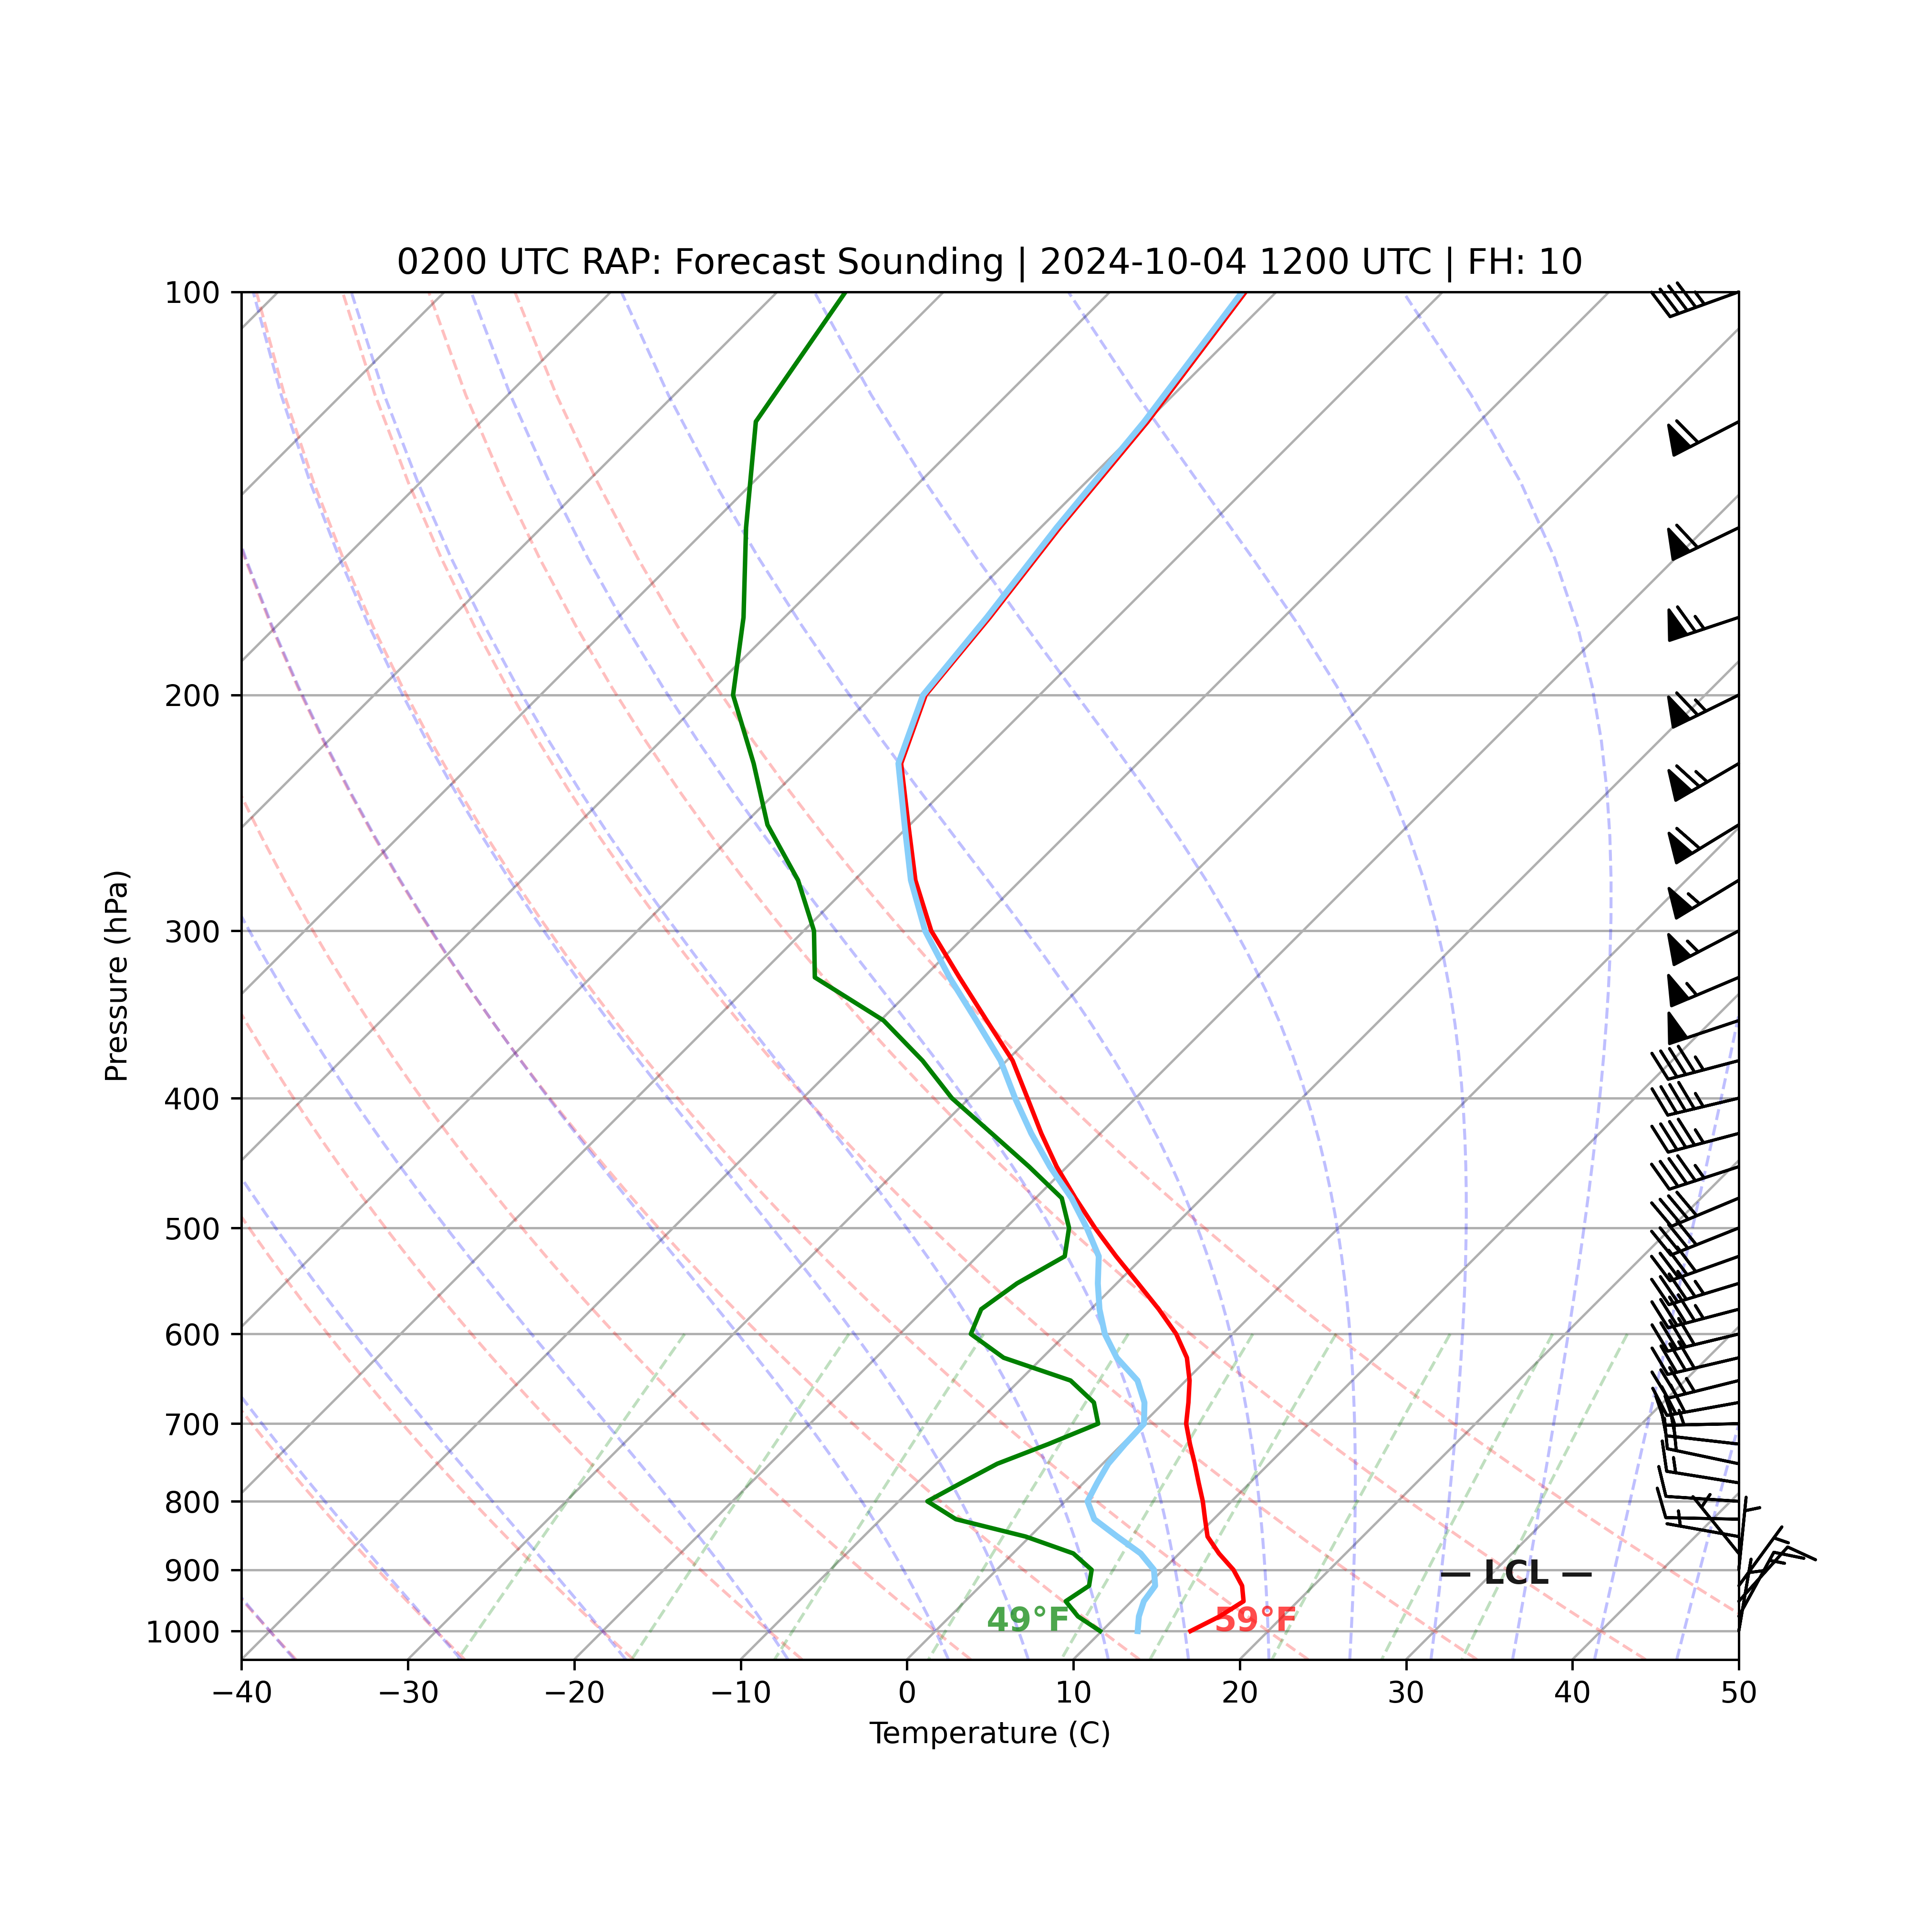 0200 UTC RAP: Forecast Sounding | 2024-10-04 1200 UTC | FH: 10
100
200
300
400
500
600
700
800
900
1000
Pressure (hPa)
— LCL —
49°F
59°F
−40 −30 −20 −10 0 10 20 30 40 50
Temperature (C)